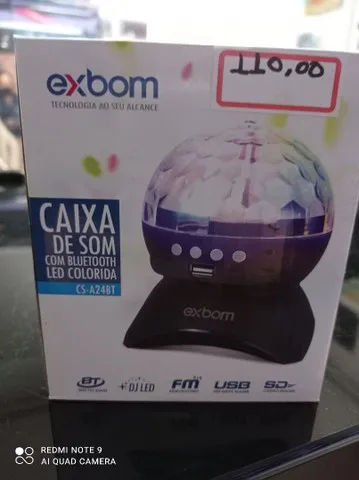 110,00
exbom
TECNOLOGIA AO SEU ALCANCE
CAIXA
DE SOM
COM BLUETOOTH
LED COLORIDA
CS-A24BT
exbom
BT
DJ LED
FM
USB
SD
REDMI NOTE 9
AI QUAD CAMERA